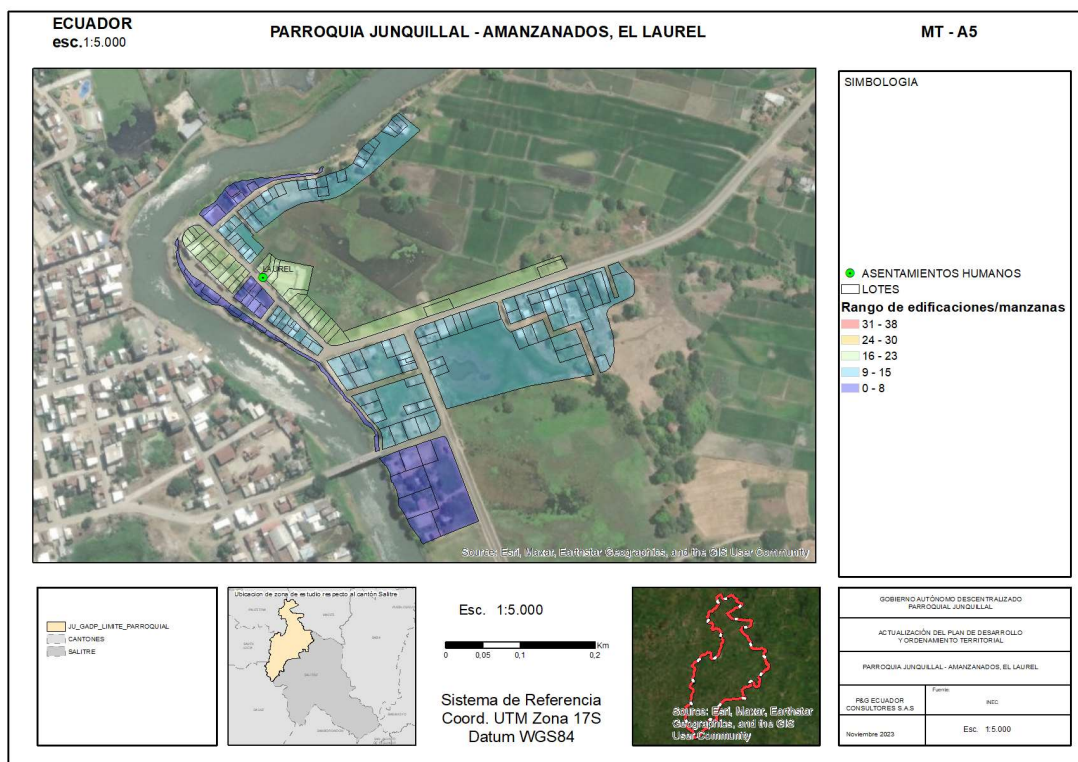 ECUADOR
esc.1:5.000
PARROQUIA JUNQUILLAL - AMANZANADOS, EL LAUREL
MT - A5
LAUREL
Source: Esri, Maxar, Earthstar Geographics, and the GIS User Community
SIMBOLOGIA
ASENTAMIENTOS HUMANOS
LOTES
Rango de edificaciones/manzanas
31 - 38
24 - 30
16 - 23
9 - 15
0 - 8
JU_GADP_LIMITE_PARROQUIAL
CANTONES
SALITRE
Ubicacion de zona de estudio respecto al cantón Salitre
Esc. 1:5.000
0 0,05 0,1 0,2 Km
Sistema de Referencia
Coord. UTM Zona 17S
Datum WGS84
Source: Esri, Maxar, Earthstar
Geographics, and the GIS
User Community
GOBIERNO AUTÓNOMO DESCENTRALIZADO
PARROQUIAL JUNQUILLAL
ACTUALIZACIÓN DEL PLAN DE DESARROLLO
Y ORDENAMIENTO TERRITORIAL
PARROQUIA JUNQUILLAL - AMANZANADOS, EL LAUREL
P&G ECUADOR
CONSULTORES S.A.S
Fuente:
INEC
Noviembre 2023
Esc. 1:5.000